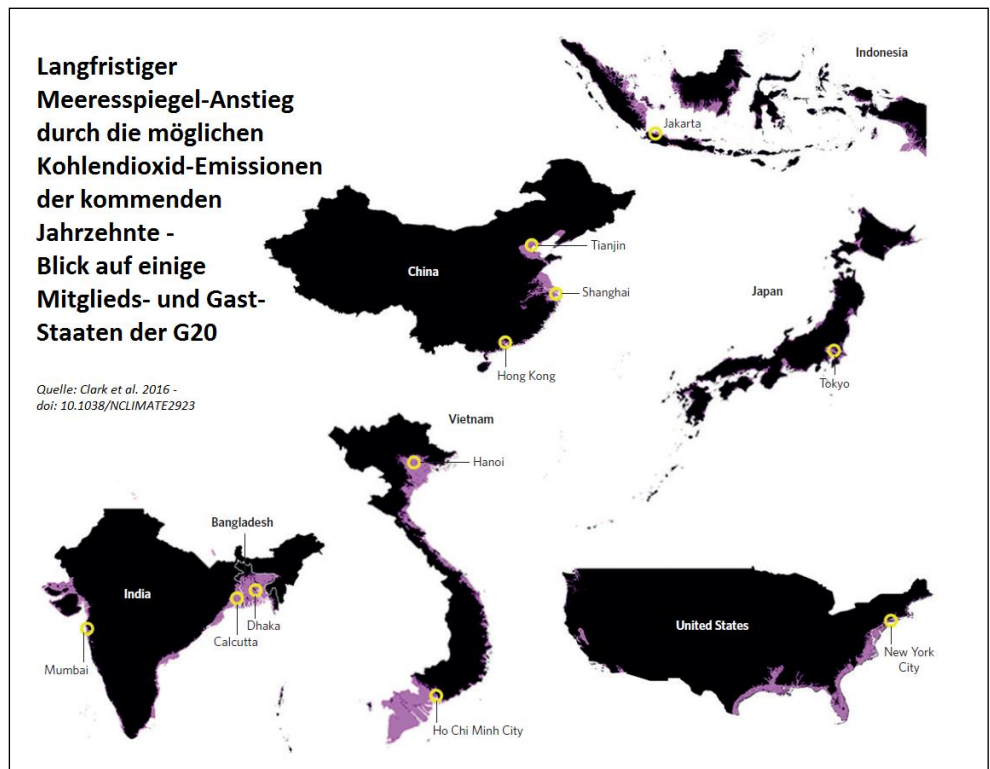 Langfristiger
Meeresspiegel-Anstieg
durch die möglichen
Kohlendioxid-Emissionen
der kommenden
Jahrzehnte -
Blick auf einige
Mitglieds- und Gast-
Staaten der G20
Quelle: Clark et al. 2016 -
doi: 10.1038/NCLIMATE2923
Indonesia
Jakarta
China
Tianjin
Shanghai
Hong Kong
Japan
Tokyo
Vietnam
Hanoi
Ho Chi Minh City
Bangladesh
India
Dhaka
Calcutta
Mumbai
United States
New York
City